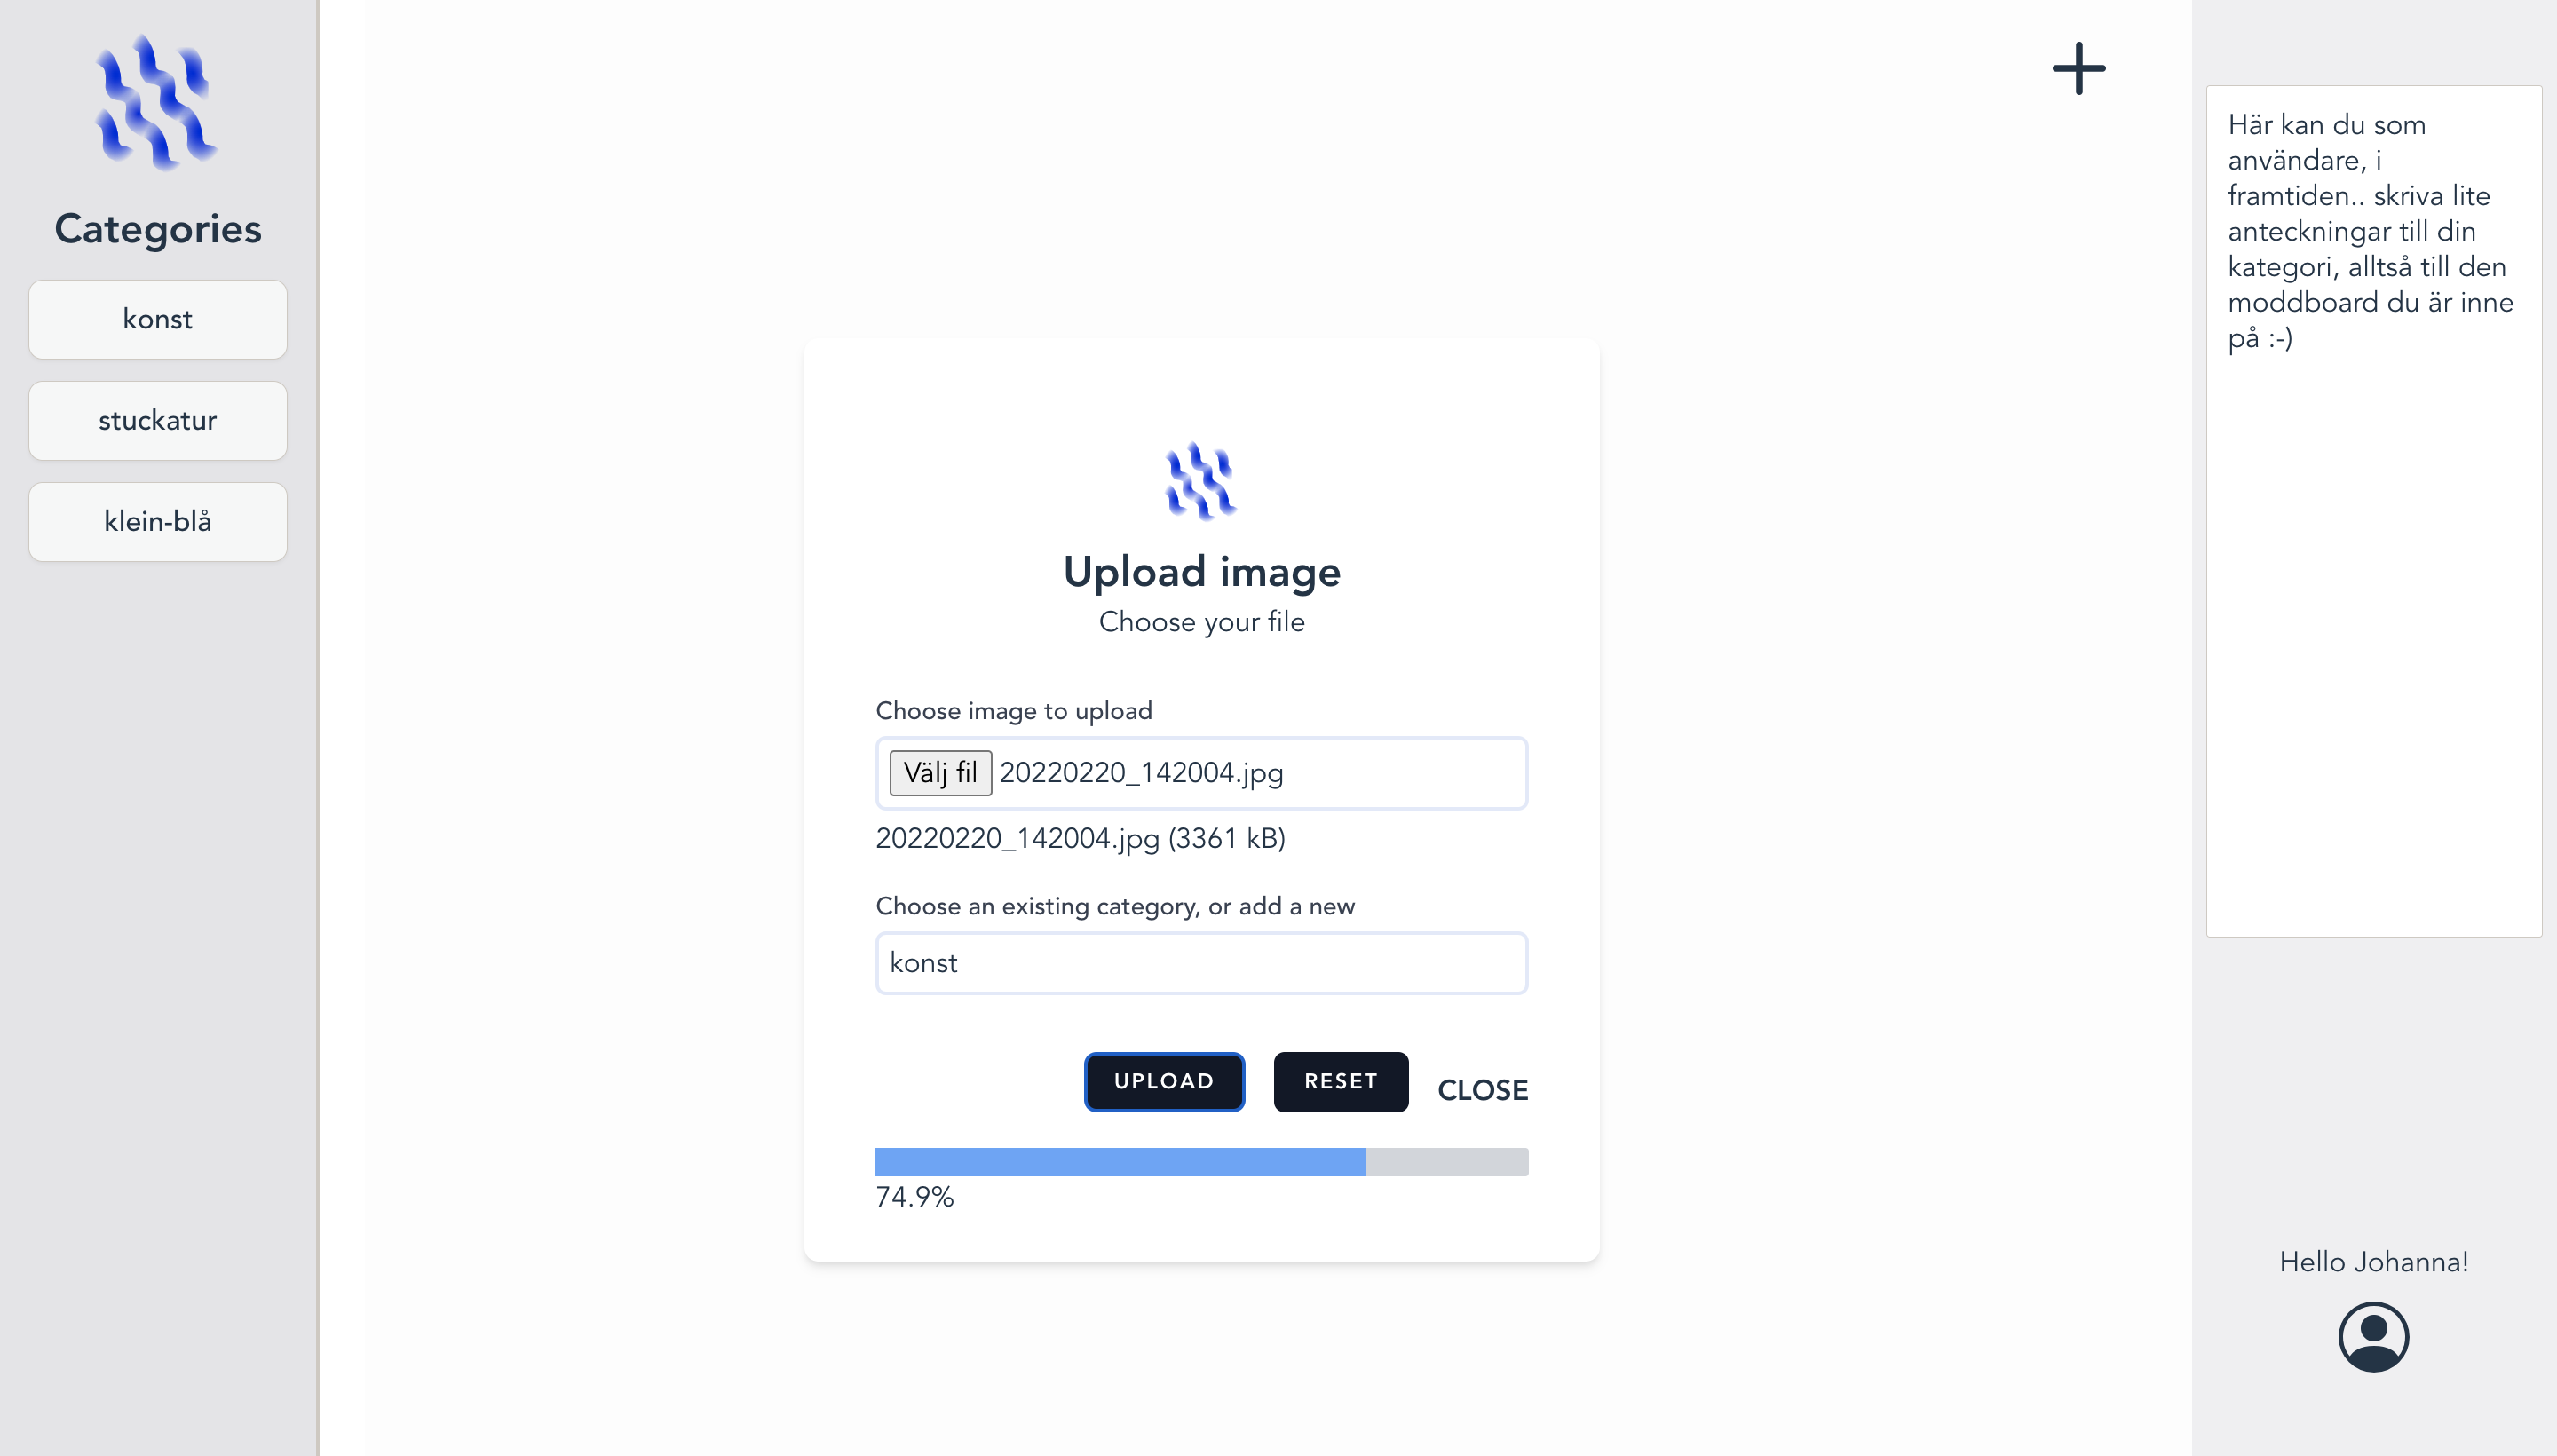 Categories
konst
stuckatur
klein-blå
Upload image
Choose your file
Choose image to upload
Välj fil 20220220_142004.jpg
20220220_142004.jpg (3361 kB)
Choose an existing category, or add a new
konst
UPLOAD RESET CLOSE
74.9%
Här kan du som
användare, i
framtiden.. skriva lite
anteckningar till din
kategori, alltså till den
moddboard du är inne
på :-)
Hello Johanna!